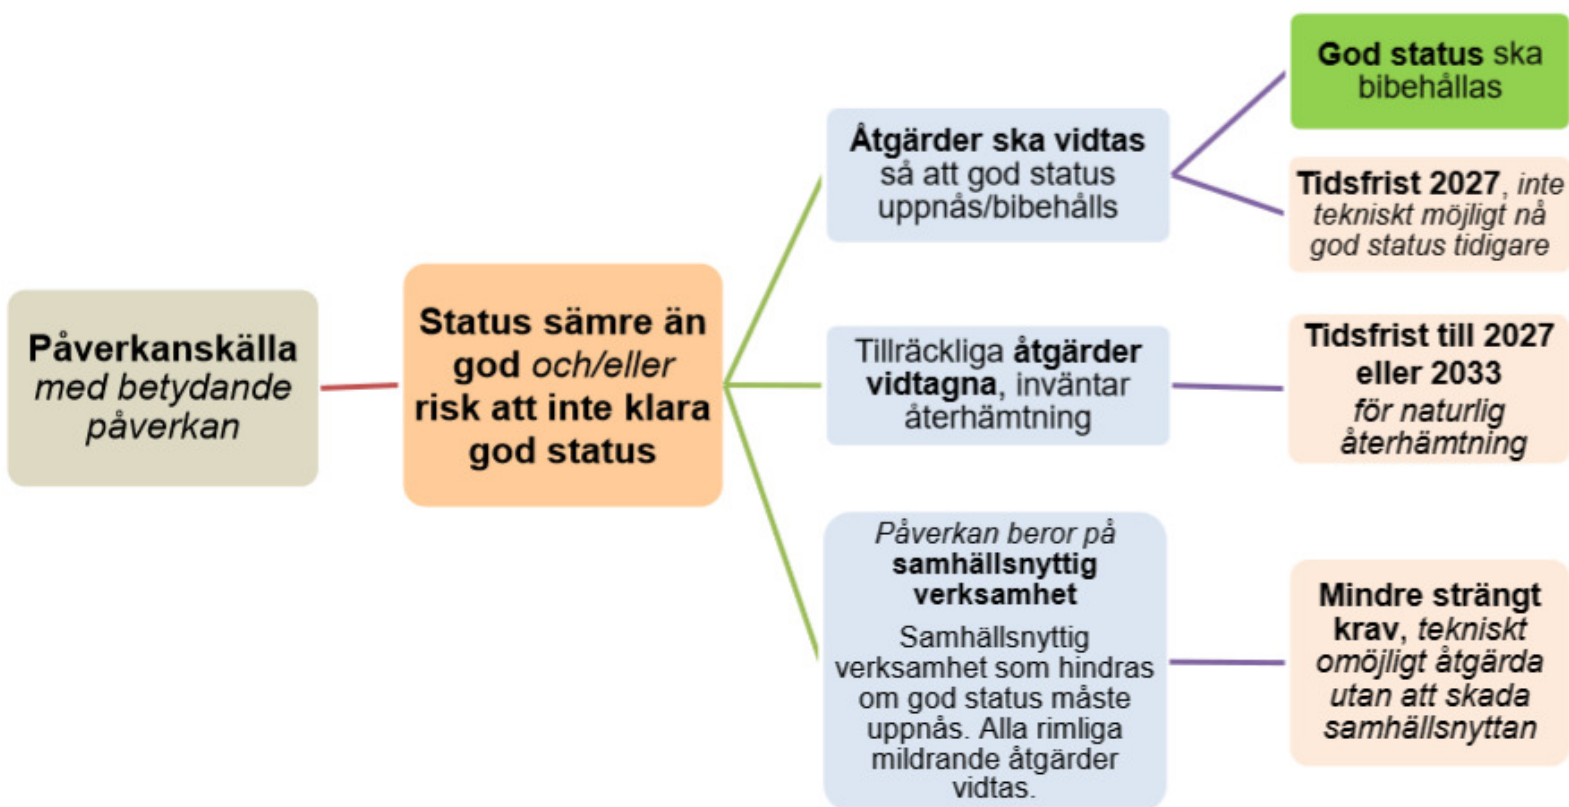 Påverkanskälla
med betydande
påverkan
Status sämre än
god och/eller
risk att inte klara
god status
Åtgärder ska vidtas
så att god status
uppnås/bibehålls
God status ska
bibehållas
Tidsfrist 2027, inte
tekniskt möjligt nå
god status tidigare
Tillräckliga åtgärder
vidtagna, inväntar
återhämtning
Tidsfrist till 2027
eller 2033
för naturlig
återhämtning
Påverkan beror på
samhällsnyttig
verksamhet
Samhällsnyttig
verksamhet som hindras
om god status måste
uppnås. Alla rimliga
mildrande åtgärder
vidtas.
Mindre strängt
krav, tekniskt
omöjligt åtgärda
utan att skada
samhällsnyttan